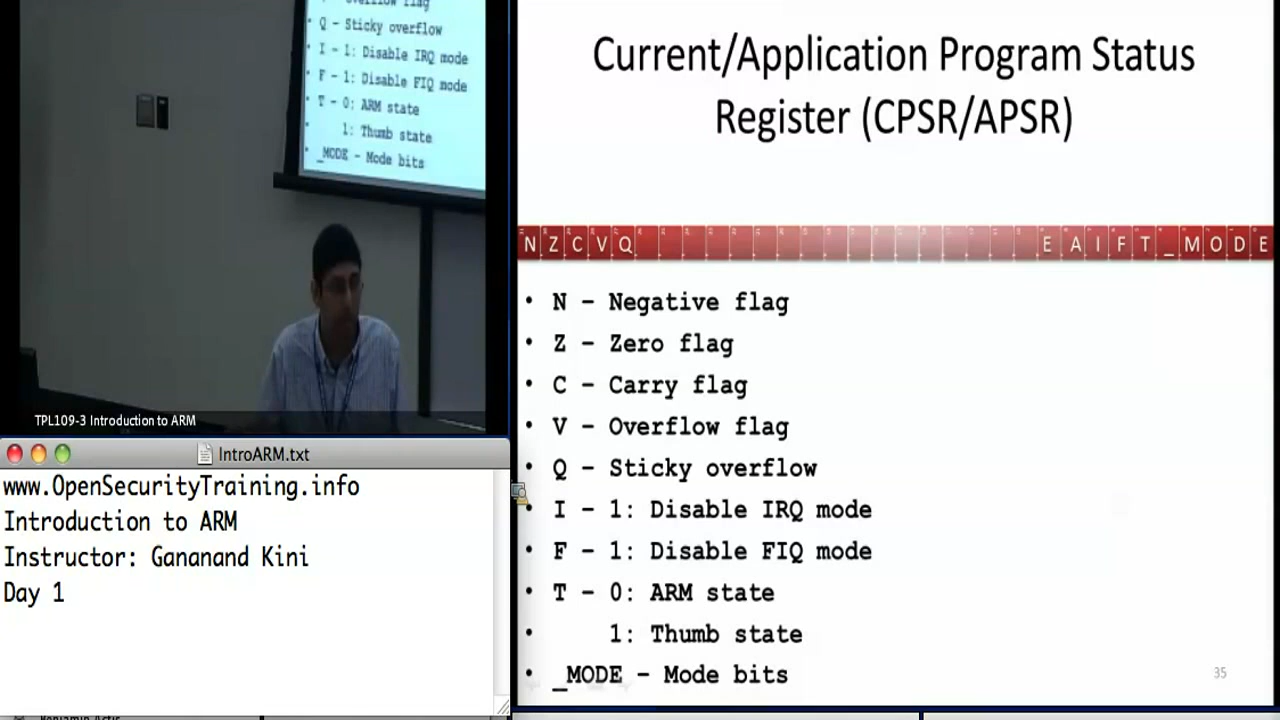 Overflow flag
Q - Sticky overflow
I - 1: Disable IRQ mode
F - 1: Disable FIQ mode
T - 0: ARM state
1: Thumb state
_MODE - Mode bits
TPL109-3 Introduction to ARM
IntroARM.txt
www.OpenSecurityTraining.info
Introduction to ARM
Instructor: Gananand Kini
Day 1
Current/Application Program Status
Register (CPSR/APSR)
N Z C V Q E A I F T _ M O D E
• N – Negative flag
• Z – Zero flag
• C – Carry flag
• V – Overflow flag
• Q – Sticky overflow
• I – 1: Disable IRQ mode
• F – 1: Disable FIQ mode
• T – 0: ARM state
• 1: Thumb state
• _MODE – Mode bits
35